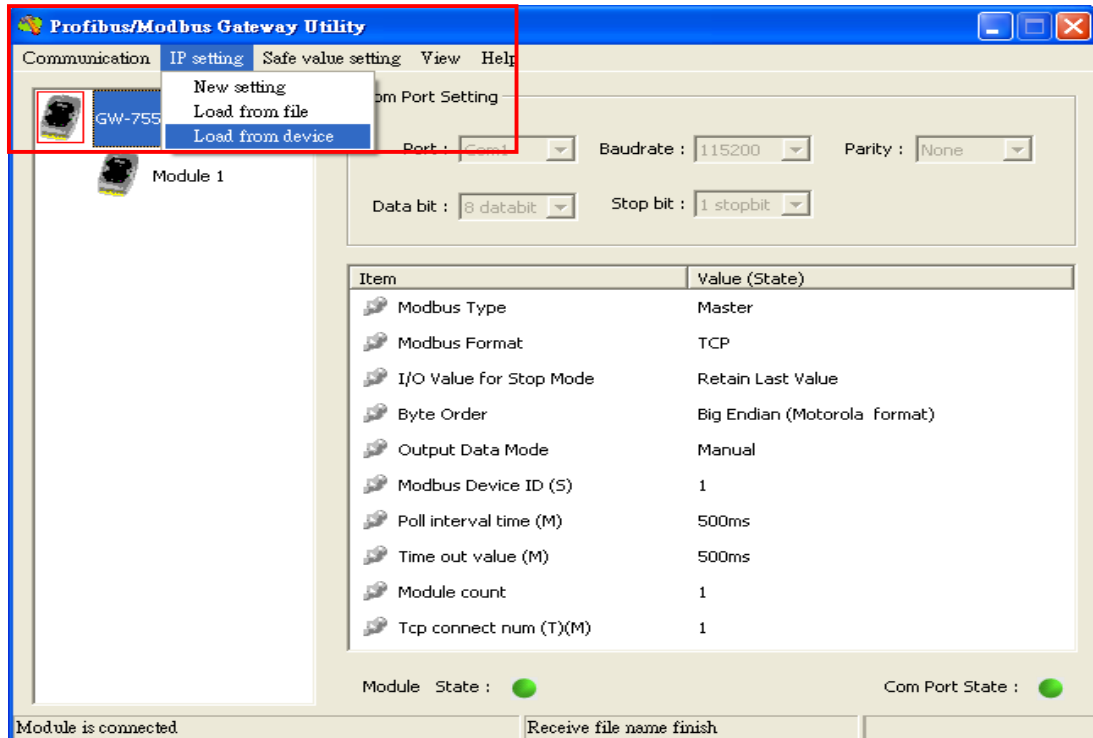 Profibus/Modbus Gateway Utility
Communication IP setting Safe value setting View Help
New setting
Load from file
Load from device
GW-755
Module 1
om Port Setting
Port : Com1 Baudrate : 115200 Parity : None
Data bit : 8 databit Stop bit : 1 stopbit
Item Value (State)
Modbus Type Master
Modbus Format TCP
I/O Value for Stop Mode Retain Last Value
Byte Order Big Endian (Motorola format)
Output Data Mode Manual
Modbus Device ID (S) 1
Poll interval time (M) 500ms
Time out value (M) 500ms
Module count 1
Tcp connect num (T)(M) 1
Module State : Com Port State :
Module is connected Receive file name finish